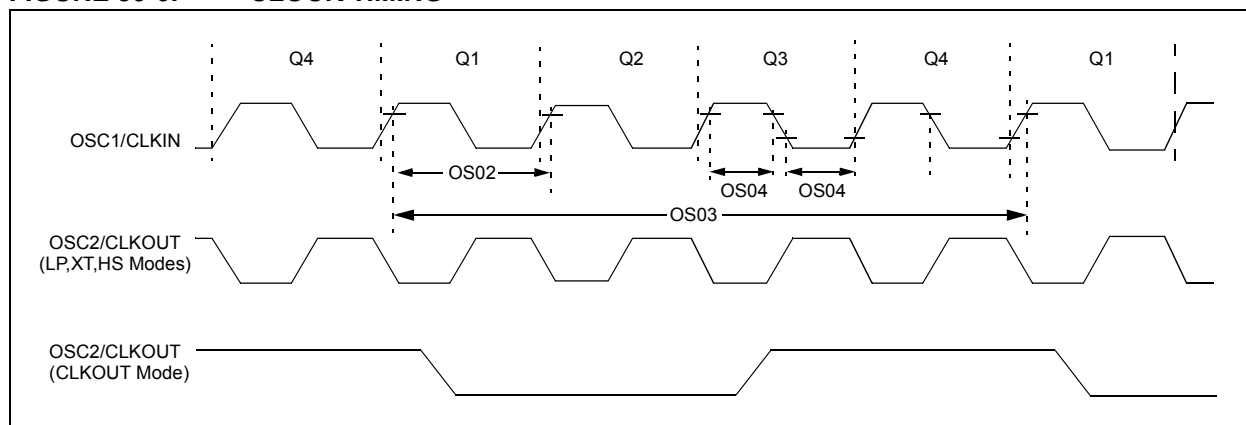 Q4 Q1 Q2 Q3 Q4 Q1
OSC1/CLKIN
OS02
OS04 OS04
OS03
OSC2/CLKOUT
(LP,XT,HS Modes)
OSC2/CLKOUT
(CLKOUT Mode)